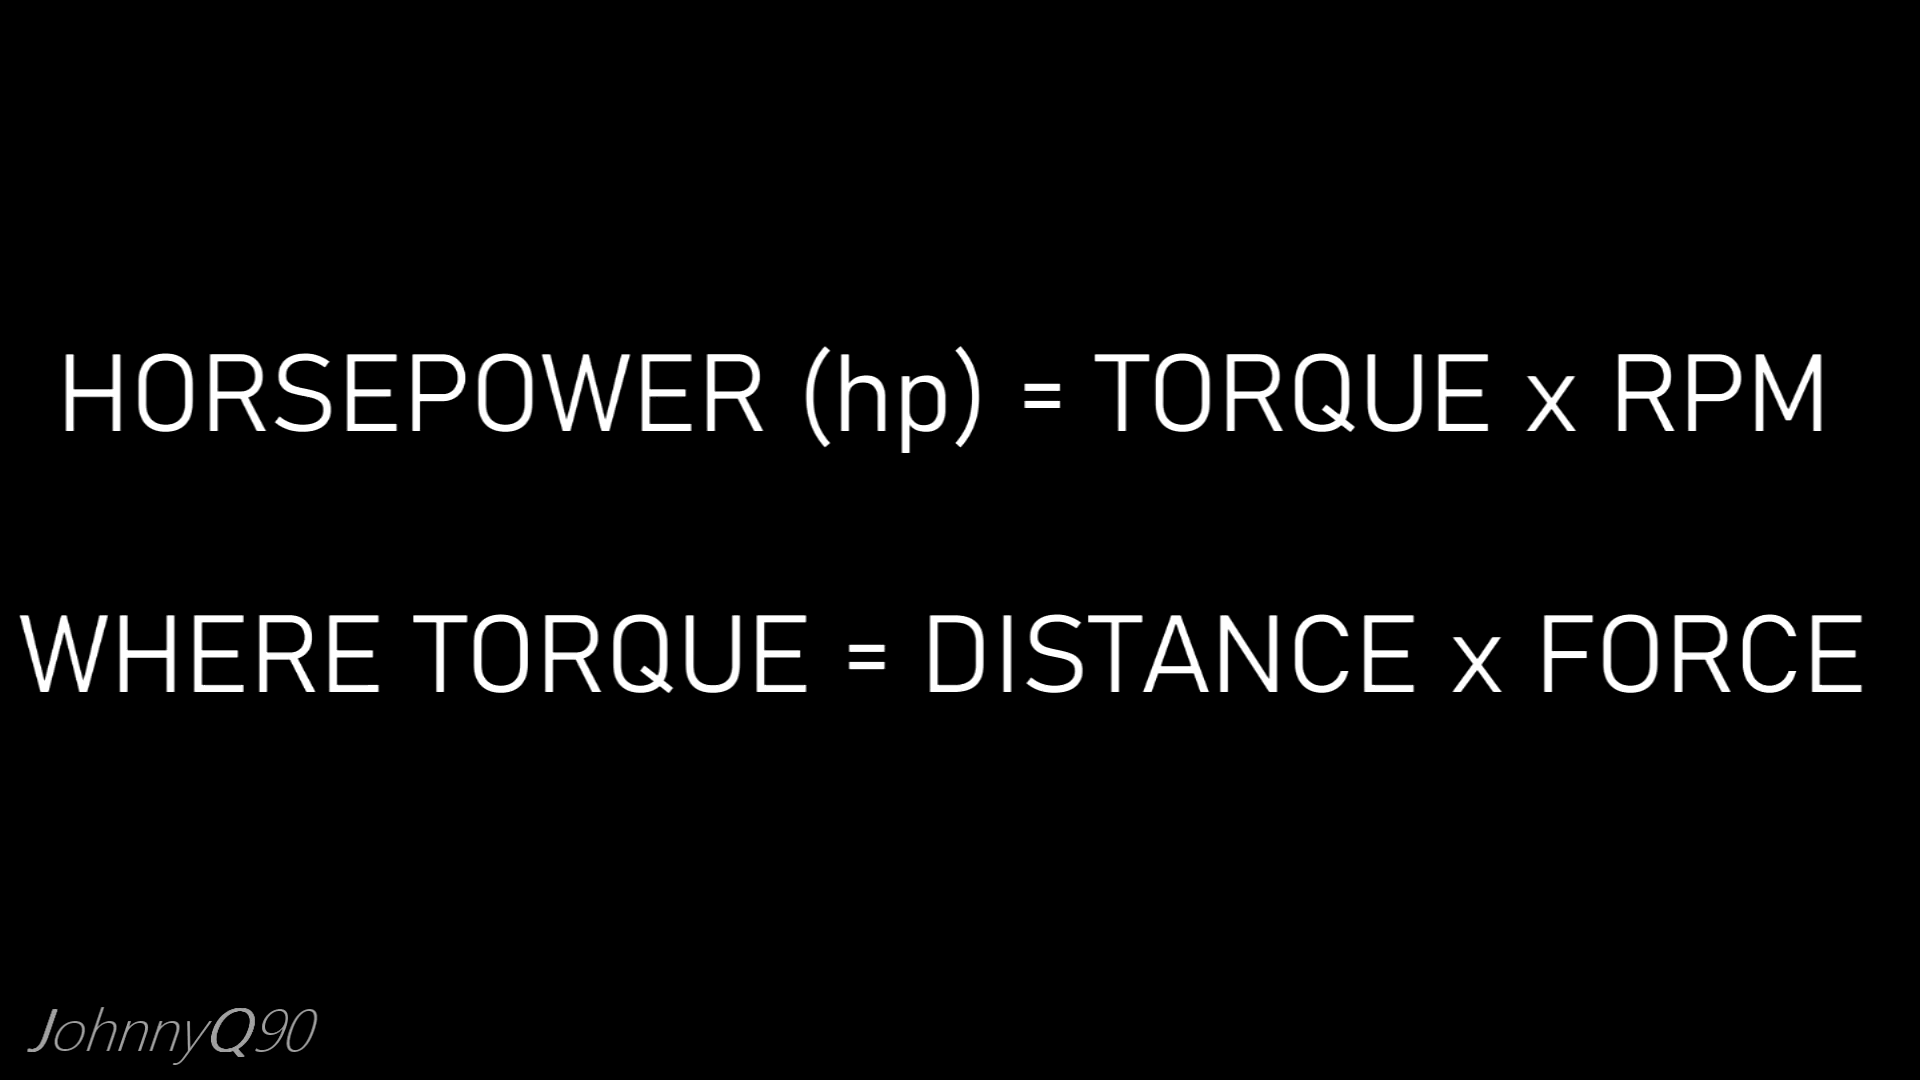 HORSEPOWER (hp) = TORQUE x RPM
WHERE TORQUE = DISTANCE x FORCE
JohnnyQ90